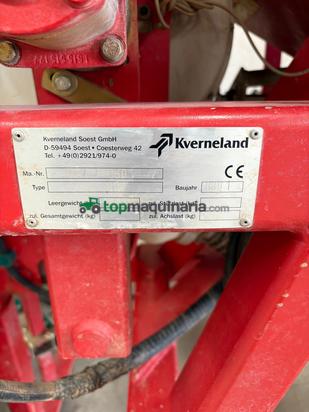 Kverneland Soest GmbH
D-59494 Soest • Coesterweg 42
Tel. +49(0)2921/974-0
Kverneland
Ma.-Nr.
CE
Type
Baujahr
Leergewicht
topmaquinaria.com
zul. Gesamtgewicht (kg)
zul. Achslast (kg)